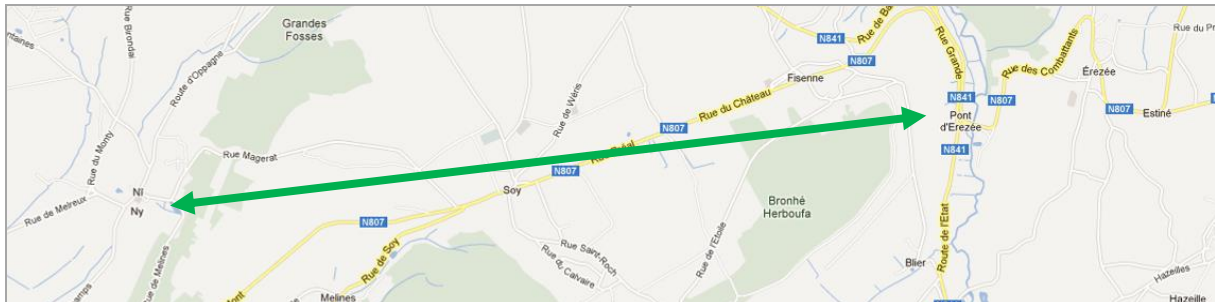 Grandes
Fosses
Rue Birondai
Route d'Oppagne
Rue du Monty
Rue Magerat
Rue de Melreux
Ni
Ny
Rue de Melines
Rue de Wéris
Soy
N807
N807
N807
Rue de Soy
Melines
Rue Saint-Roch
Rue du Calvaire
Rue de l'Etoile
Rue du Château
N841
N807
Fisenne
Rue Grande
N841
Pont
d'Erezée
N841
N807
Rue des Combattants
Érezée
Estiné
N807
Bronhé
Herboufa
Route de l'Etat
Blier
Hazeilles
Hazeille